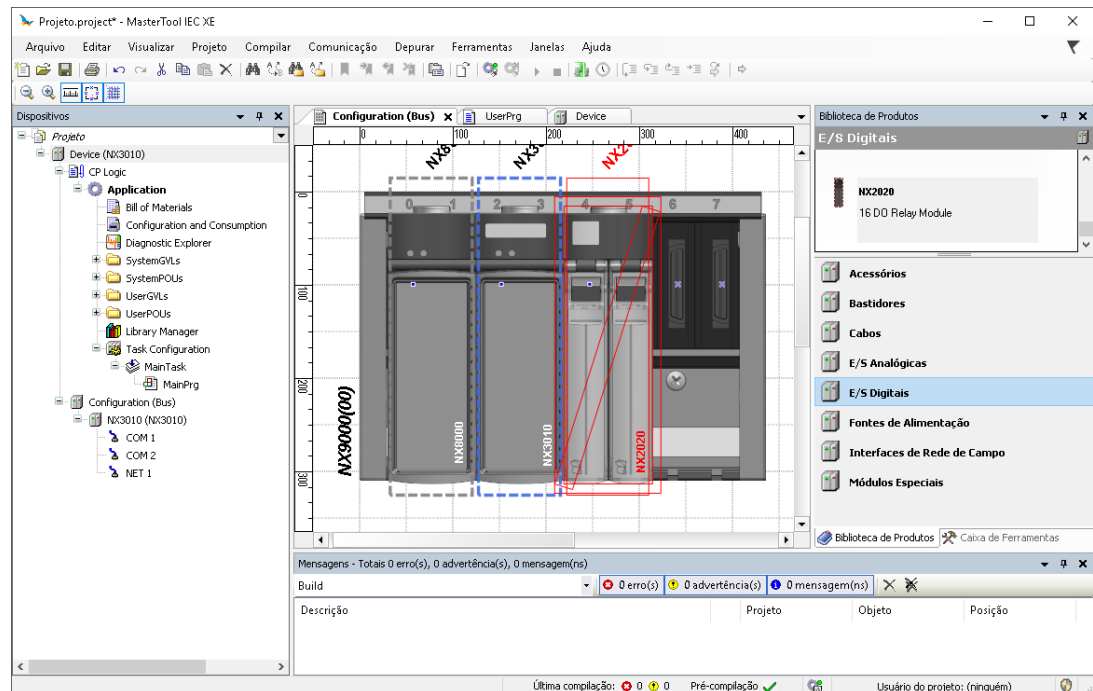 Projeto.project* - MasterTool IEC XE
Arquivo Editar Visualizar Projeto Compilar Comunicação Depurar Ferramentas Janelas Ajuda
Dispositivos
Projeto
Device (NX3010)
CP Logic
Application
Bill of Materials
Configuration and Consumption
Diagnostic Explorer
SystemGVLs
SystemPOUs
UserGVLs
UserPOUs
Library Manager
Task Configuration
MainTask
MainPrg
Configuration (Bus)
NX3010 (NX3010)
COM 1
COM 2
NET 1
Configuration (Bus) UserPrg Device
0 100 200 300 400
0
100
200
300
0 1 2 3 4 5 6 7
NX9000(00)
NX8000
NX3010
NX2020
Biblioteca de Produtos
E/S Digitais
NX2020
16 DO Relay Module
Acessórios
Bastidores
Cabos
E/S Analógicas
E/S Digitais
Fontes de Alimentação
Interfaces de Rede de Campo
Módulos Especiais
Biblioteca de Produtos Caixa de Ferramentas
Mensagens - Totais 0 erro(s), 0 advertência(s), 0 mensagem(ns)
Build 0 erro(s) 0 advertência(s) 0 mensagem(ns)
Descrição Projeto Objeto Posição
Última compilação: 0 0 Pré-compilação Usuário do projeto: (ninguém)